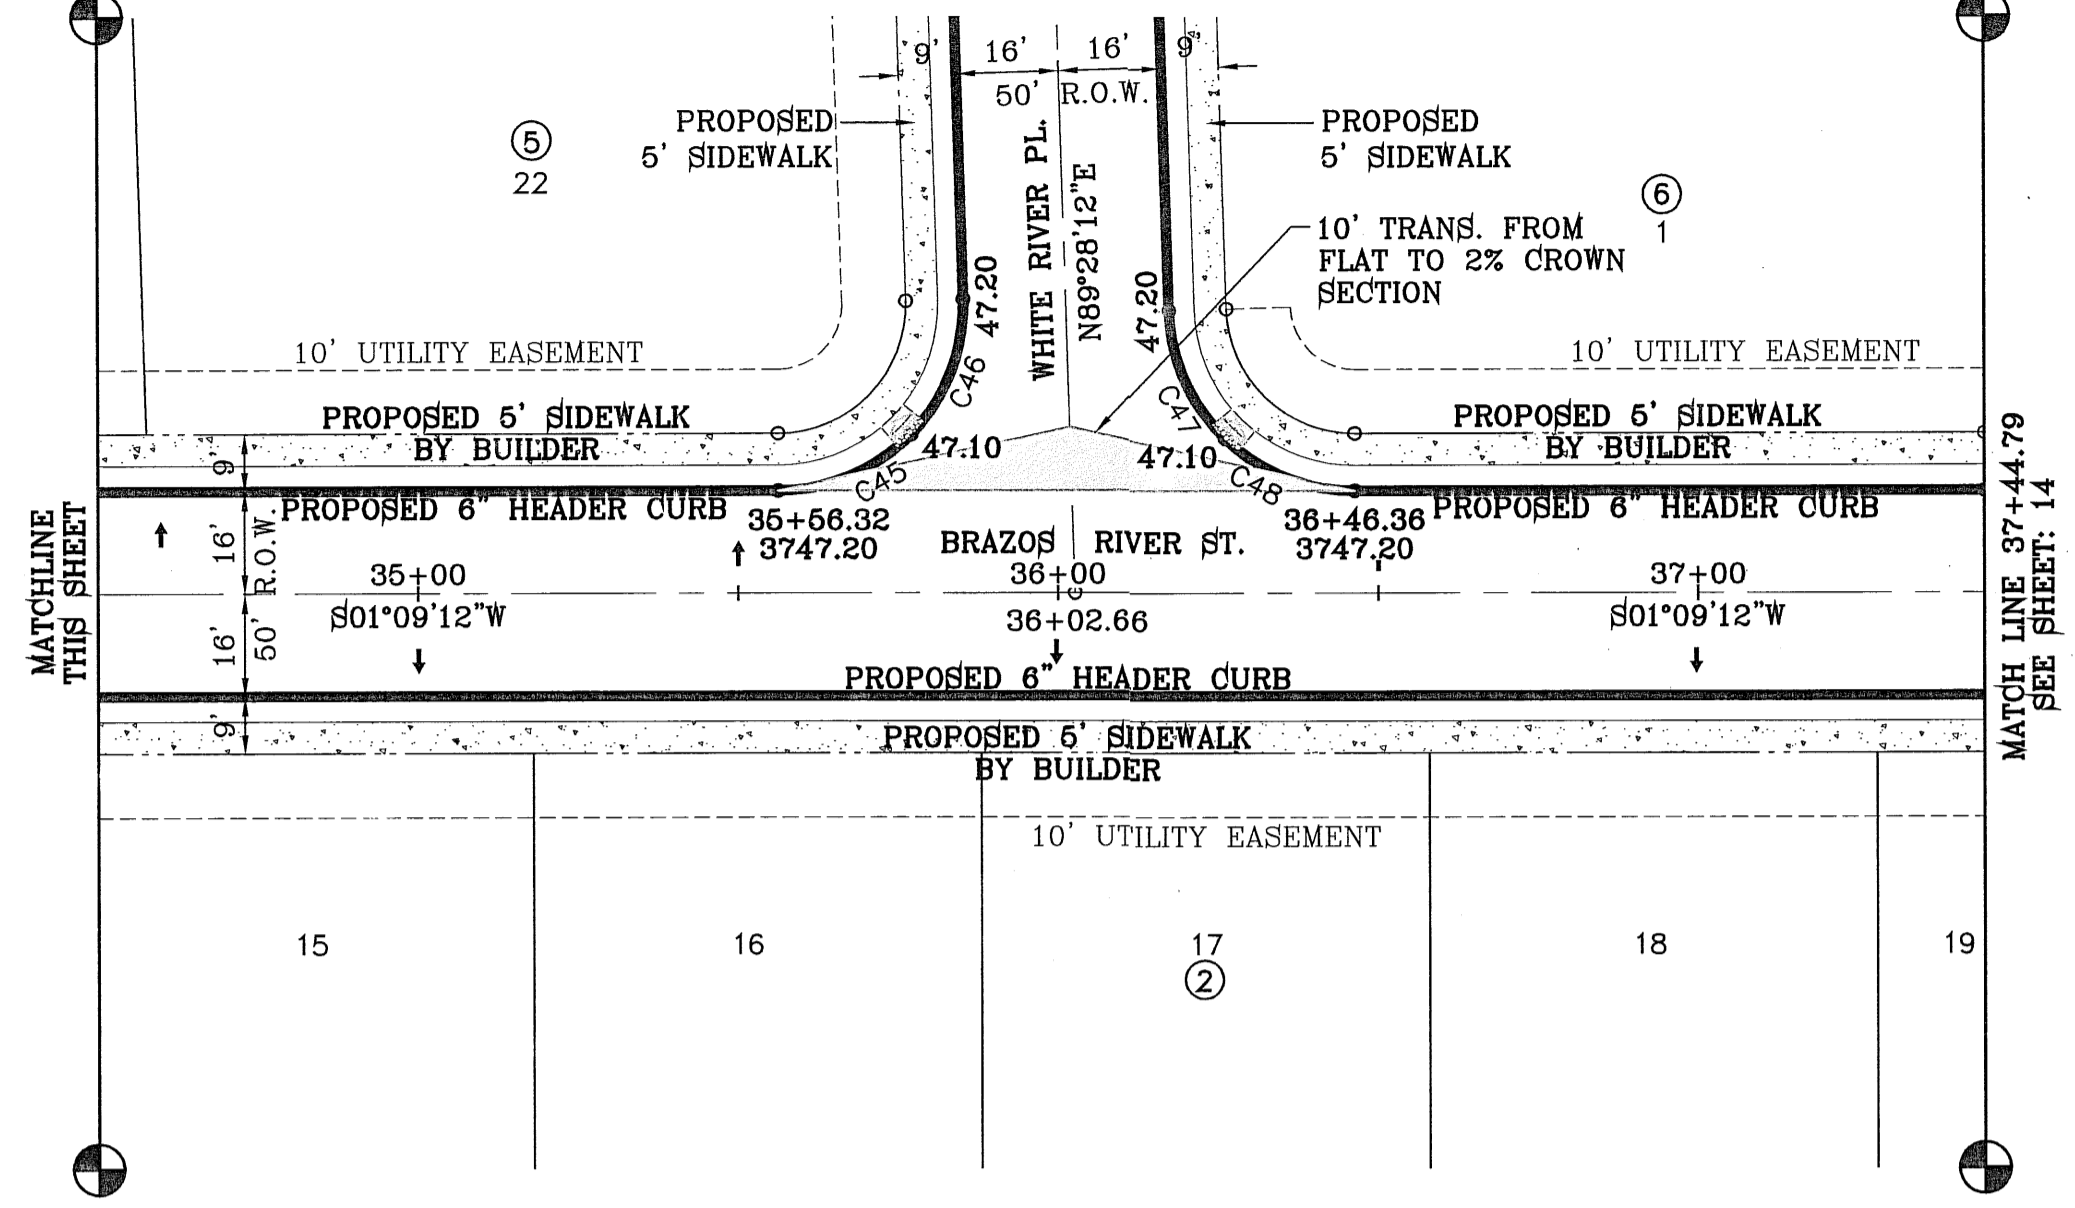 9'
16'
16'
9'
50' R.O.W.
PROPOSED
5' SIDEWALK
PROPOSED
5' SIDEWALK
5
22
6
1
WHITE RIVER PL.
N89°28'12"E
10' TRANS. FROM
FLAT TO 2% CROWN
SECTION
47.20
47.20
10' UTILITY EASEMENT
10' UTILITY EASEMENT
C46
C47
PROPOSED 5' SIDEWALK
BY BUILDER
PROPOSED 5' SIDEWALK
BY BUILDER
47.10
47.10
C45
C48
9'
PROPOSED 6" HEADER CURB
PROPOSED 6" HEADER CURB
35+56.32
3747.20
36+46.36
3747.20
BRAZOS RIVER ST.
MATCHLINE
THIS SHEET
MATCH LINE 37+44.79
SEE SHEET: 14
16'
16'
50' R.O.W.
35+00
36+00
37+00
S01°09'12"W
36+02.66
S01°09'12"W
PROPOSED 6" HEADER CURB
9'
PROPOSED 5' SIDEWALK
BY BUILDER
10' UTILITY EASEMENT
15
16
17
18
19
2